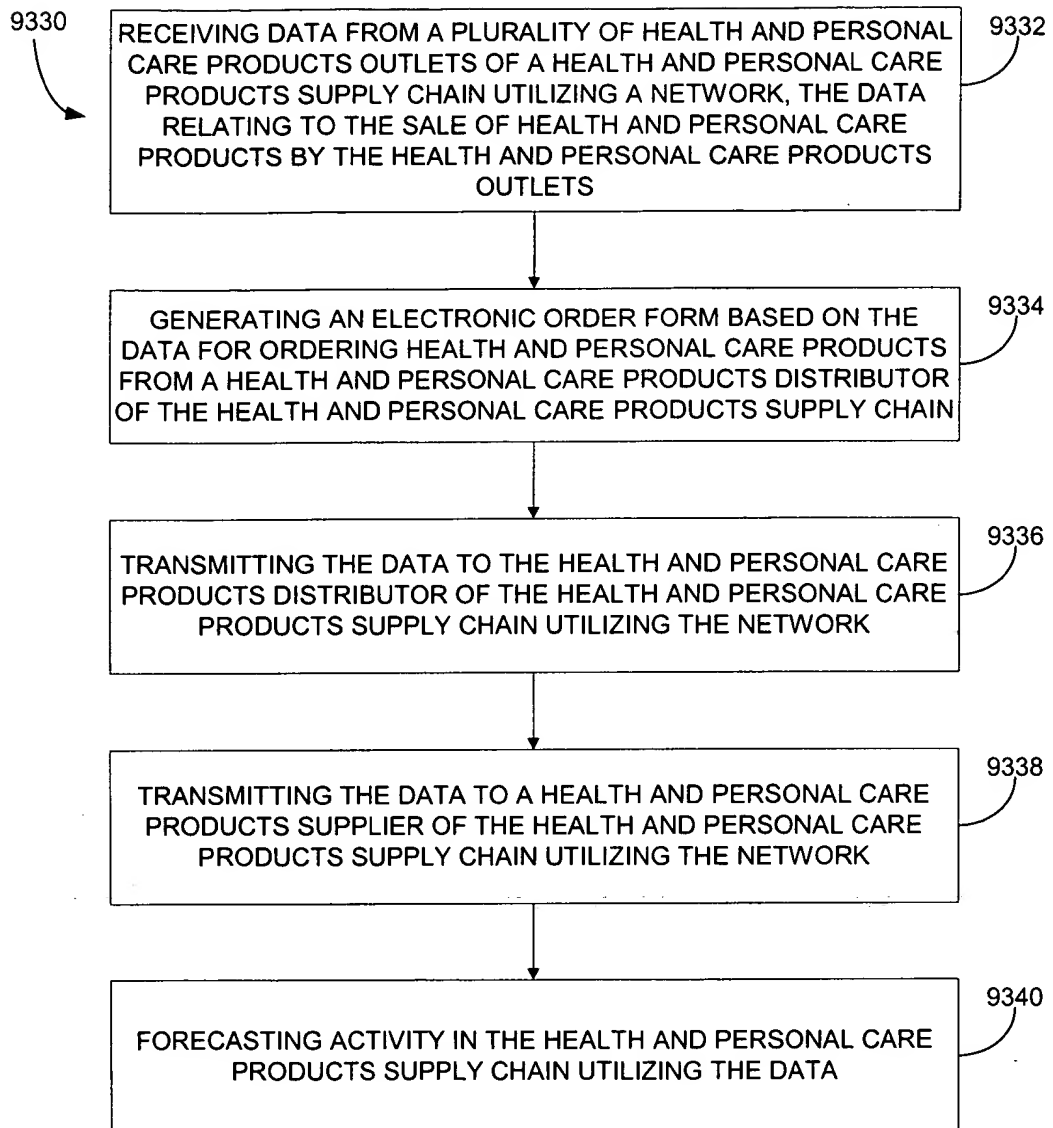 9330
RECEIVING DATA FROM A PLURALITY OF HEALTH AND PERSONAL
CARE PRODUCTS OUTLETS OF A HEALTH AND PERSONAL CARE
PRODUCTS SUPPLY CHAIN UTILIZING A NETWORK, THE DATA
RELATING TO THE SALE OF HEALTH AND PERSONAL CARE
PRODUCTS BY THE HEALTH AND PERSONAL CARE PRODUCTS
OUTLETS
9332
GENERATING AN ELECTRONIC ORDER FORM BASED ON THE
DATA FOR ORDERING HEALTH AND PERSONAL CARE PRODUCTS
FROM A HEALTH AND PERSONAL CARE PRODUCTS DISTRIBUTOR
OF THE HEALTH AND PERSONAL CARE PRODUCTS SUPPLY CHAIN
9334
TRANSMITTING THE DATA TO THE HEALTH AND PERSONAL CARE
PRODUCTS DISTRIBUTOR OF THE HEALTH AND PERSONAL CARE
PRODUCTS SUPPLY CHAIN UTILIZING THE NETWORK
9336
TRANSMITTING THE DATA TO A HEALTH AND PERSONAL CARE
PRODUCTS SUPPLIER OF THE HEALTH AND PERSONAL CARE
PRODUCTS SUPPLY CHAIN UTILIZING THE NETWORK
9338
FORECASTING ACTIVITY IN THE HEALTH AND PERSONAL CARE
PRODUCTS SUPPLY CHAIN UTILIZING THE DATA
9340